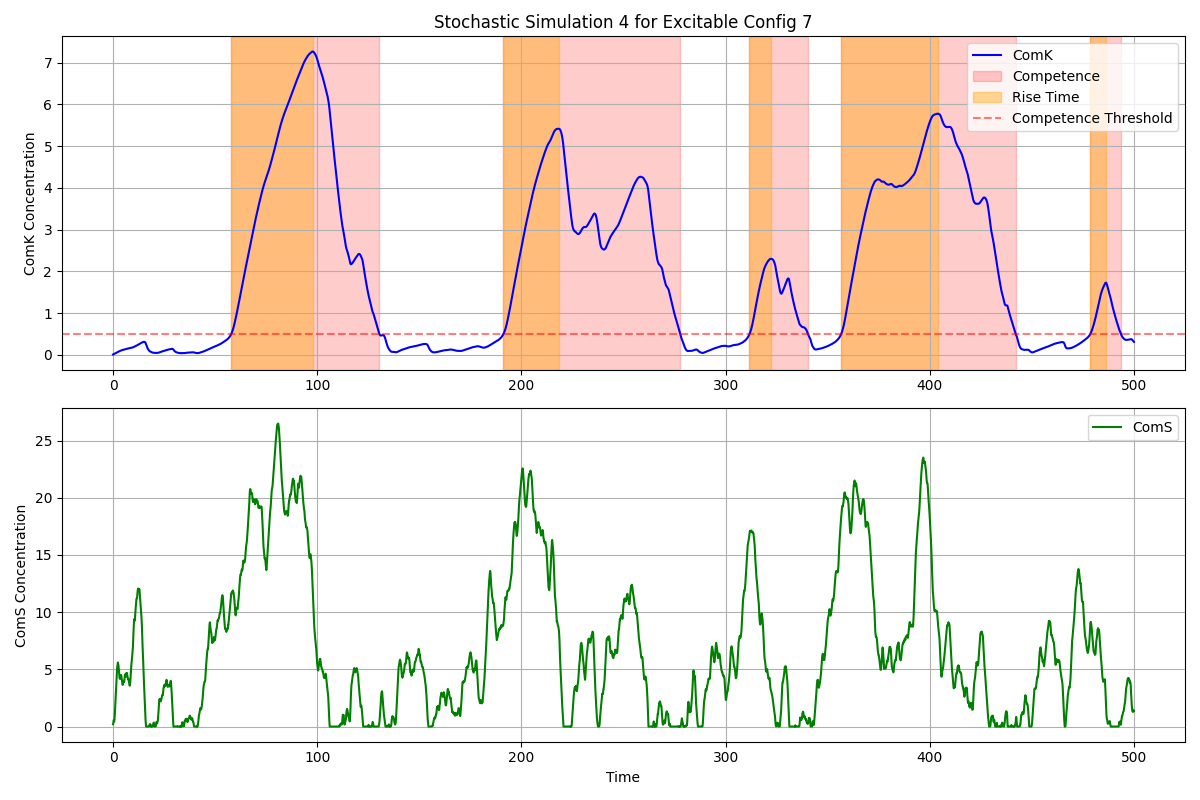 Stochastic Simulation 4 for Excitable Config 7
ComK Concentration
7
6
5
4
3
2
1
0
0 100 200 300 400 500
ComK
Competence
Rise Time
Competence Threshold
ComS Concentration
25
20
15
10
5
0
0 100 200 300 400 500
ComS
Time